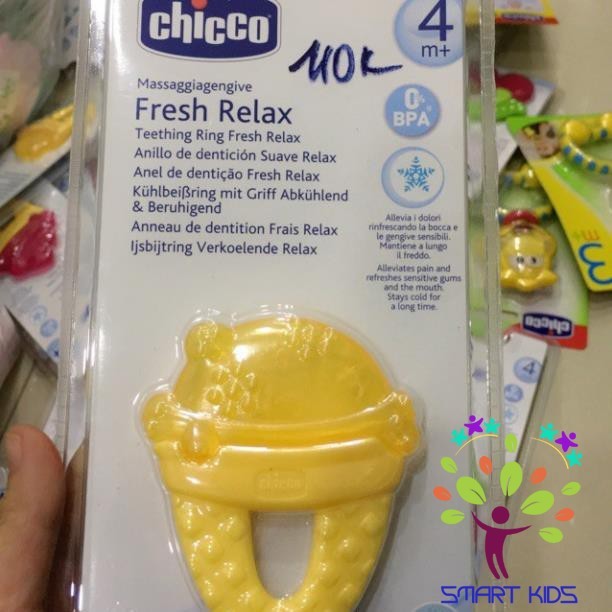 chicco
4
m+
110K
0%
BPA
Massaggiagengive
Fresh Relax
Teething Ring Fresh Relax
Anillo de dentición Suave Relax
Anel de dentição Fresh Relax
Kühlbeißring mit Griff Abkühlend
& Beruhigend
Anneau de dentition Frais Relax
Ijsbijtring Verkoelende Relax
Allevia i dolori
rinfrescando la bocca e
le gengive sensibili.
Mantiene a lungo
il freddo.
Alleviates pain and
refreshes sensitive gums
and the mouth.
Stays cold for
a long time.
chicco
3
m+
chicco
4
SMART KIDS